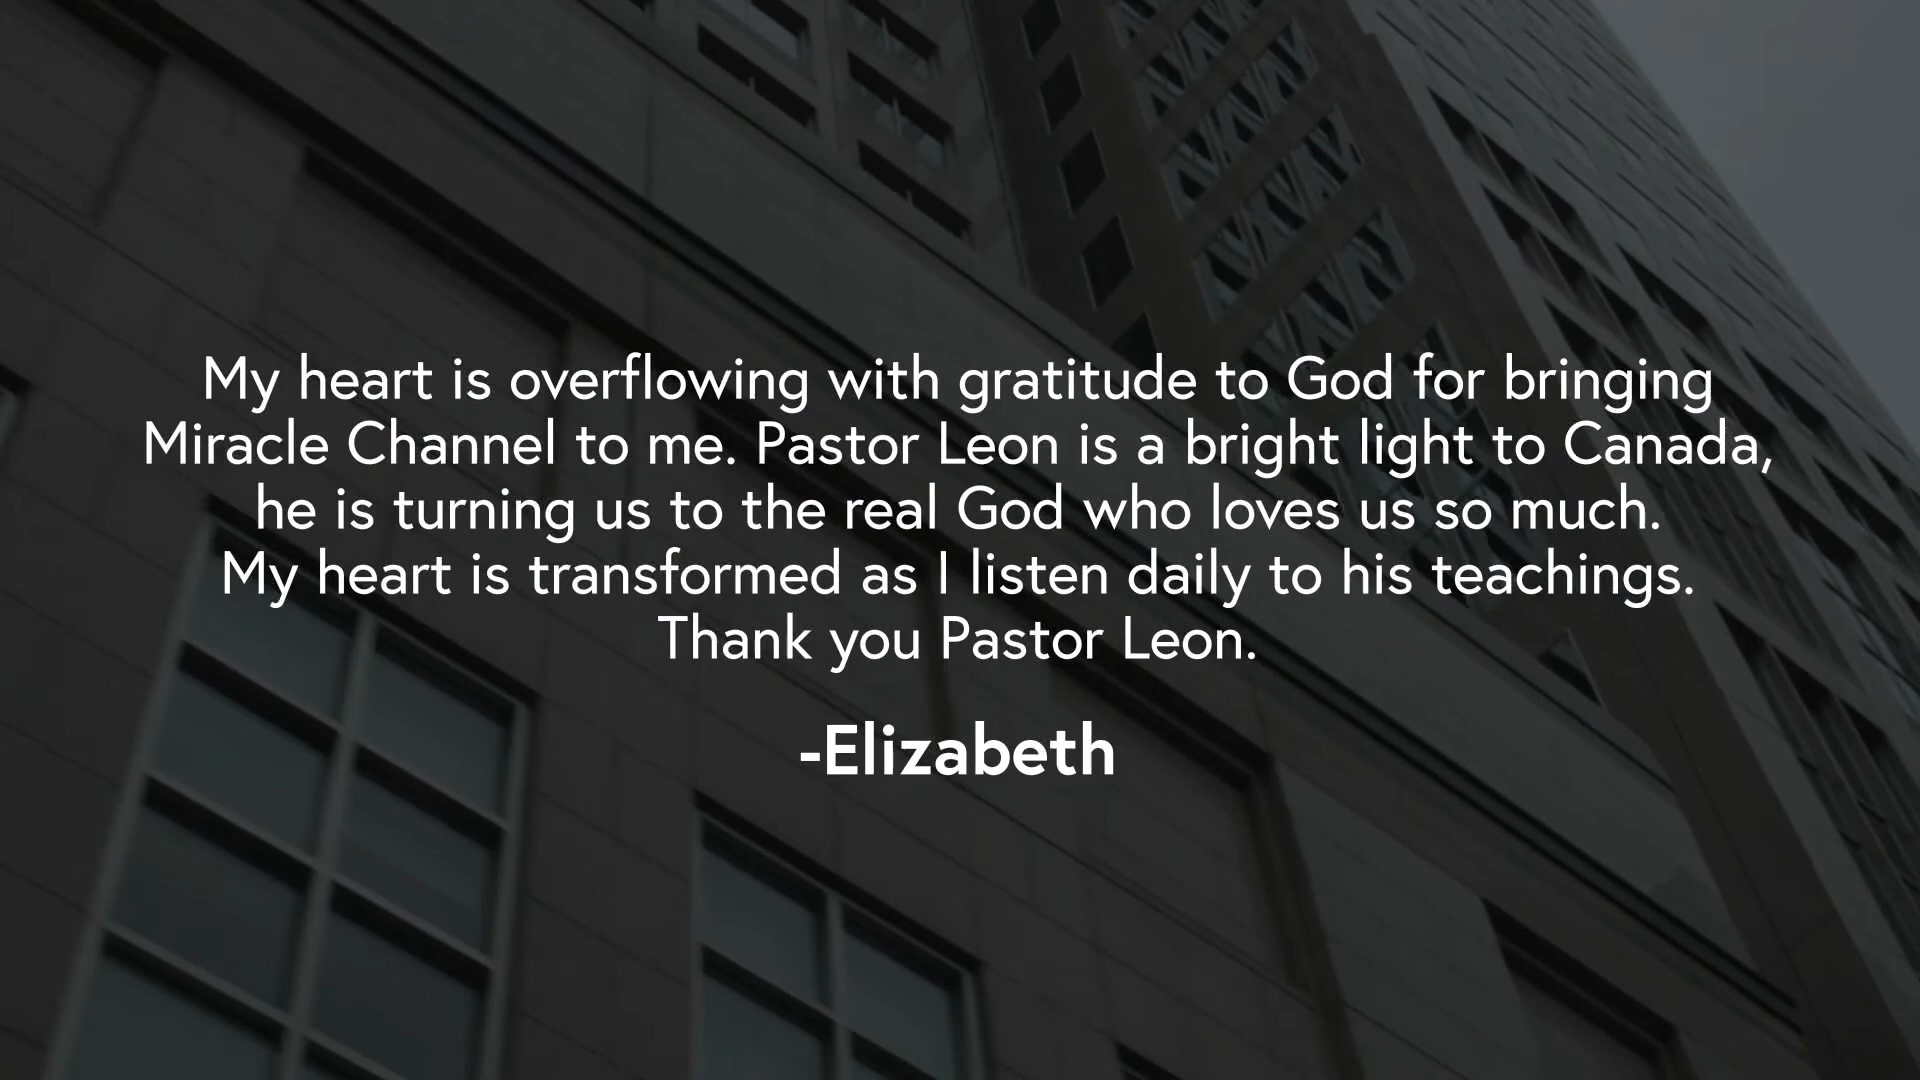 My heart is overflowing with gratitude to God for bringing
Miracle Channel to me. Pastor Leon is a bright light to Canada,
he is turning us to the real God who loves us so much.
My heart is transformed as I listen daily to his teachings.
Thank you Pastor Leon.
-Elizabeth